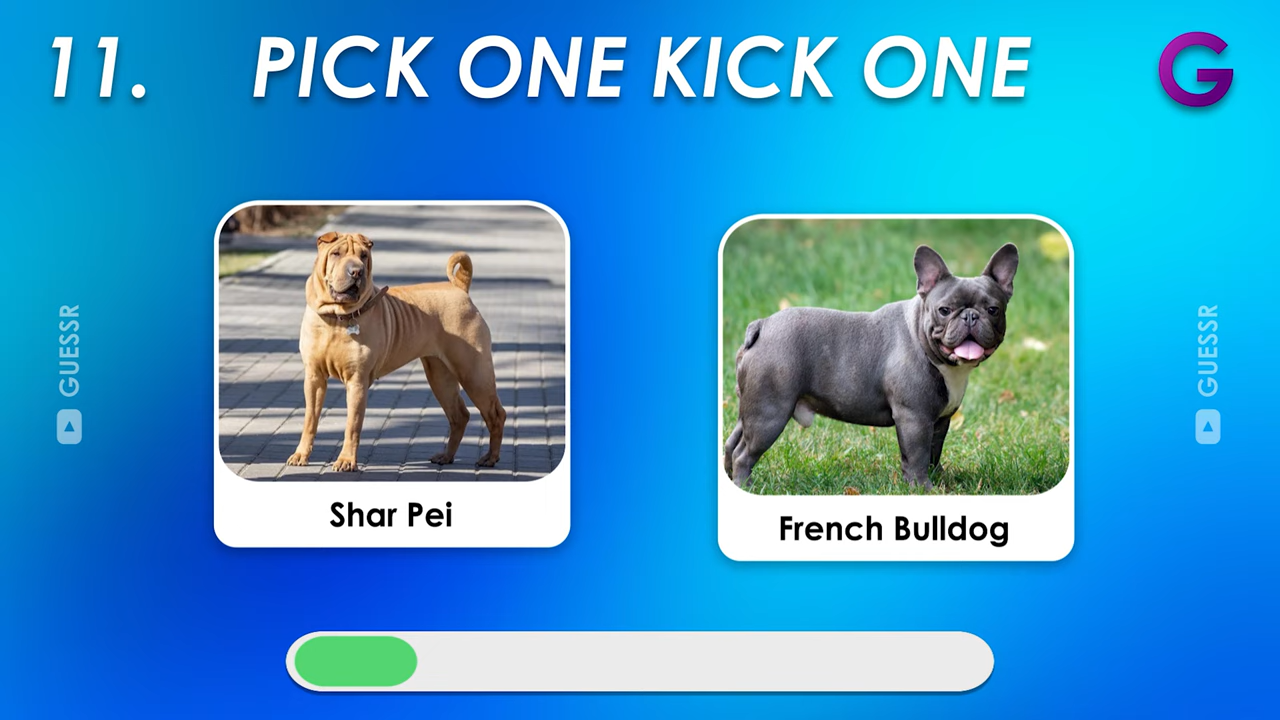 11. PICK ONE KICK ONE G
GUESSR
GUESSR
Shar Pei
French Bulldog